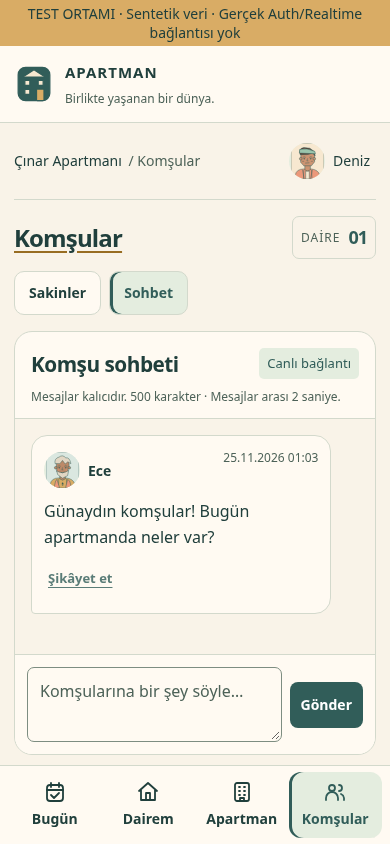 TEST ORTAMI · Sentetik veri · Gerçek Auth/Realtime
bağlantısı yok
APARTMAN
Birlikte yaşanan bir dünya.
Çınar Apartmanı / Komşular
Deniz
Komşular
DAİRE 01
Sakinler
Sohbet
Komşu sohbeti
Canlı bağlantı
Mesajlar kalıcıdır. 500 karakter · Mesajlar arası 2 saniye.
Ece
25.11.2026 01:03
Günaydın komşular! Bugün
apartmanda neler var?
Şikâyet et
Komşularına bir şey söyle...
Gönder
Bugün
Dairem
Apartman
Komşular